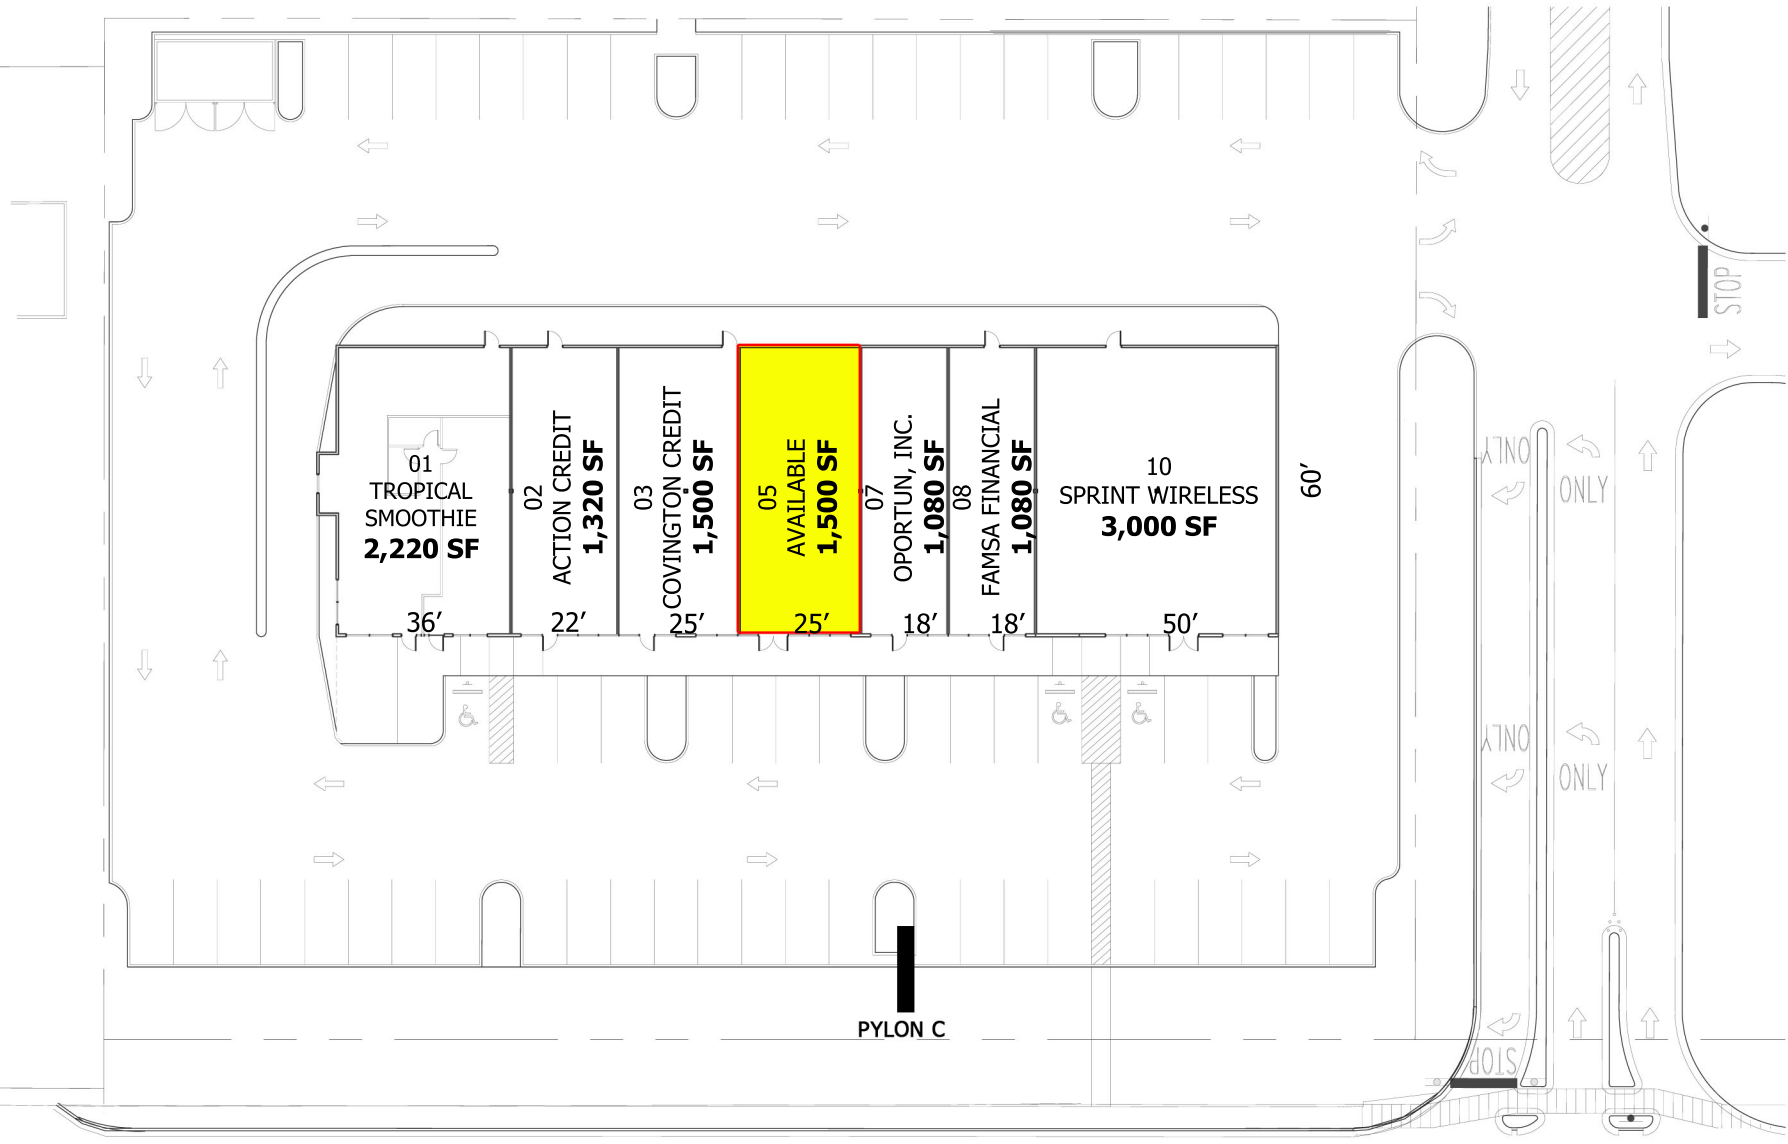 STOP
01
TROPICAL
SMOOTHIE
2,220 SF
36’
02
ACTION CREDIT
1,320 SF
22’
03
COVINGTON CREDIT
1,500 SF
25’
05
AVAILABLE
1,500 SF
25’
07
OPORTUN, INC.
1,080 SF
18’
08
FAMSA FINANCIAL
1,080 SF
18’
10
SPRINT WIRELESS
3,000 SF
50’
60’
ONLY
ONLY
ONLY
ONLY
PYLON C
STOP